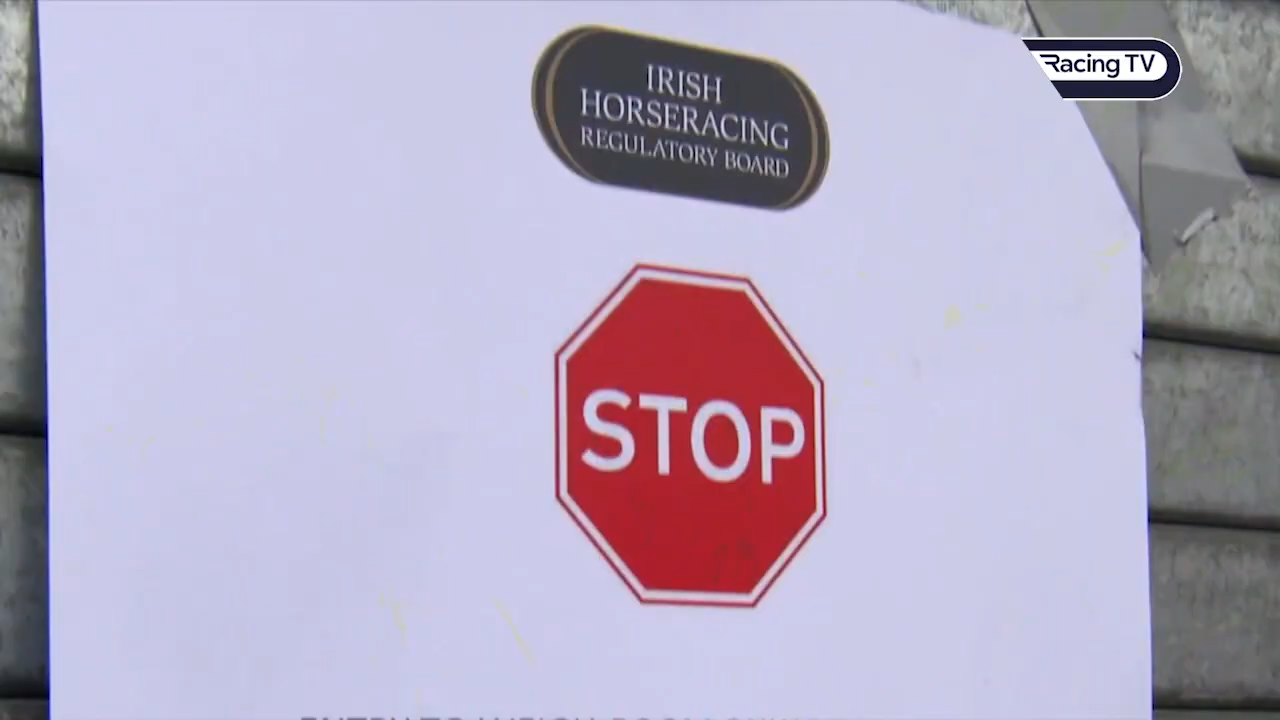 IRISH
HORSERACING
REGULATORY BOARD
Racing TV
STOP